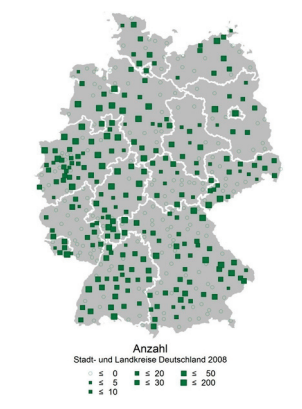 Anzahl
Stadt- und Landkreise Deutschland 2008
≤ 0 ≤ 20 ≤ 50
≤ 5 ≤ 30 ≤ 200
≤ 10